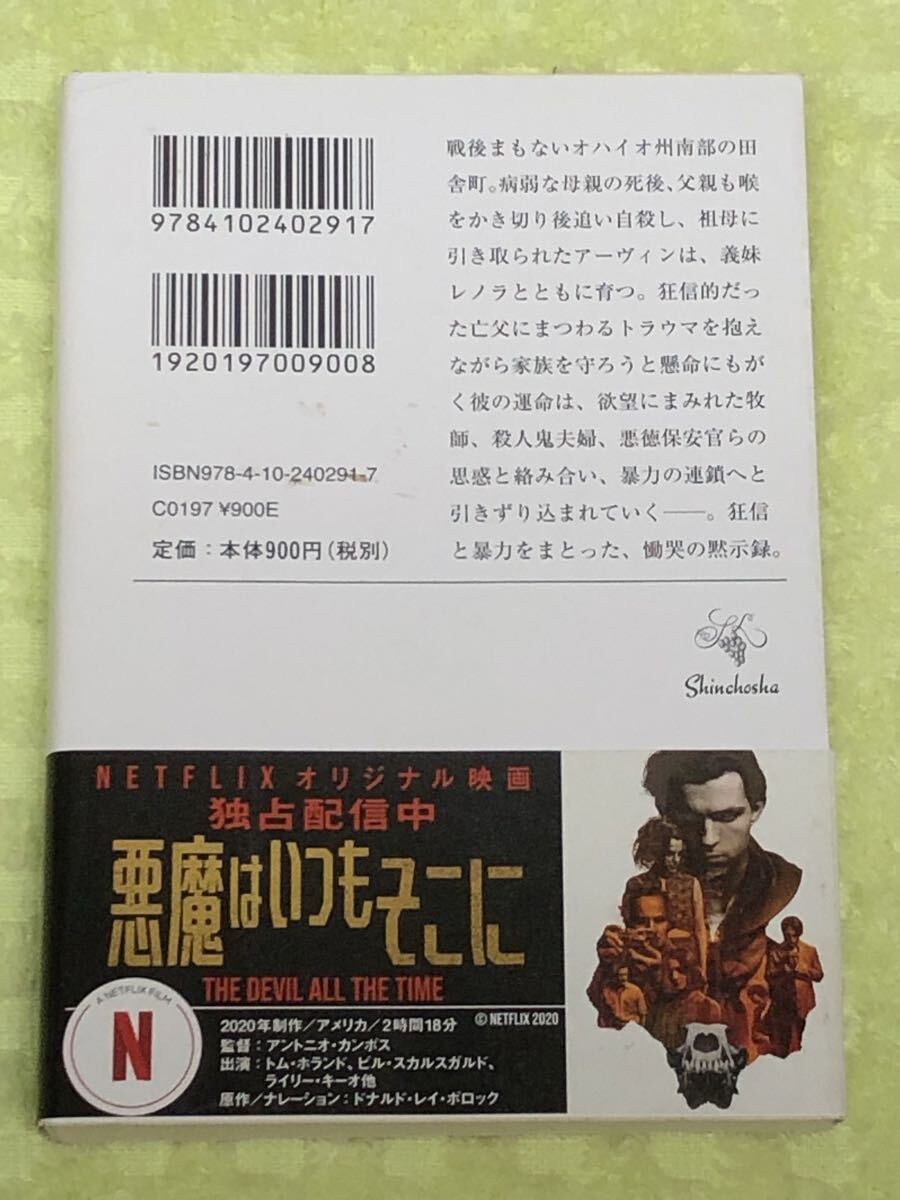 9784102402917
1920197009008
ISBN978-4-10-240291-7
C0197 ¥900E
定価：本体900円(税別)
戦後まもないオハイオ州南部の田
舎町。病弱な母親の死後、父親も喉
をかき切り後追い自殺し、祖母に
引き取られたアーヴィンは、義妹
レノラとともに育つ。狂信的だっ
た亡父にまつわるトラウマを抱え
ながら家族を守ろうと懸命にもが
く彼の運命は、欲望にまみれた牧
師、殺人鬼夫婦、悪徳保安官らの
思惑と絡み合い、暴力の連鎖へと
引きずり込まれていく――。狂信
と暴力をまとった、慟哭の黙示録。
Shinchosha
NETFLIX オリジナル映画
独占配信中
悪魔はいつもそこに
THE DEVIL ALL THE TIME
A NETFLIX FILM
N
© NETFLIX 2020
2020年制作／アメリカ／2時間18分
監督：アントニオ・カンポス
出演：トム・ホランド、ビル・スカルスガルド、
ライリー・キーオ他
原作／ナレーション：ドナルド・レイ・ポロック